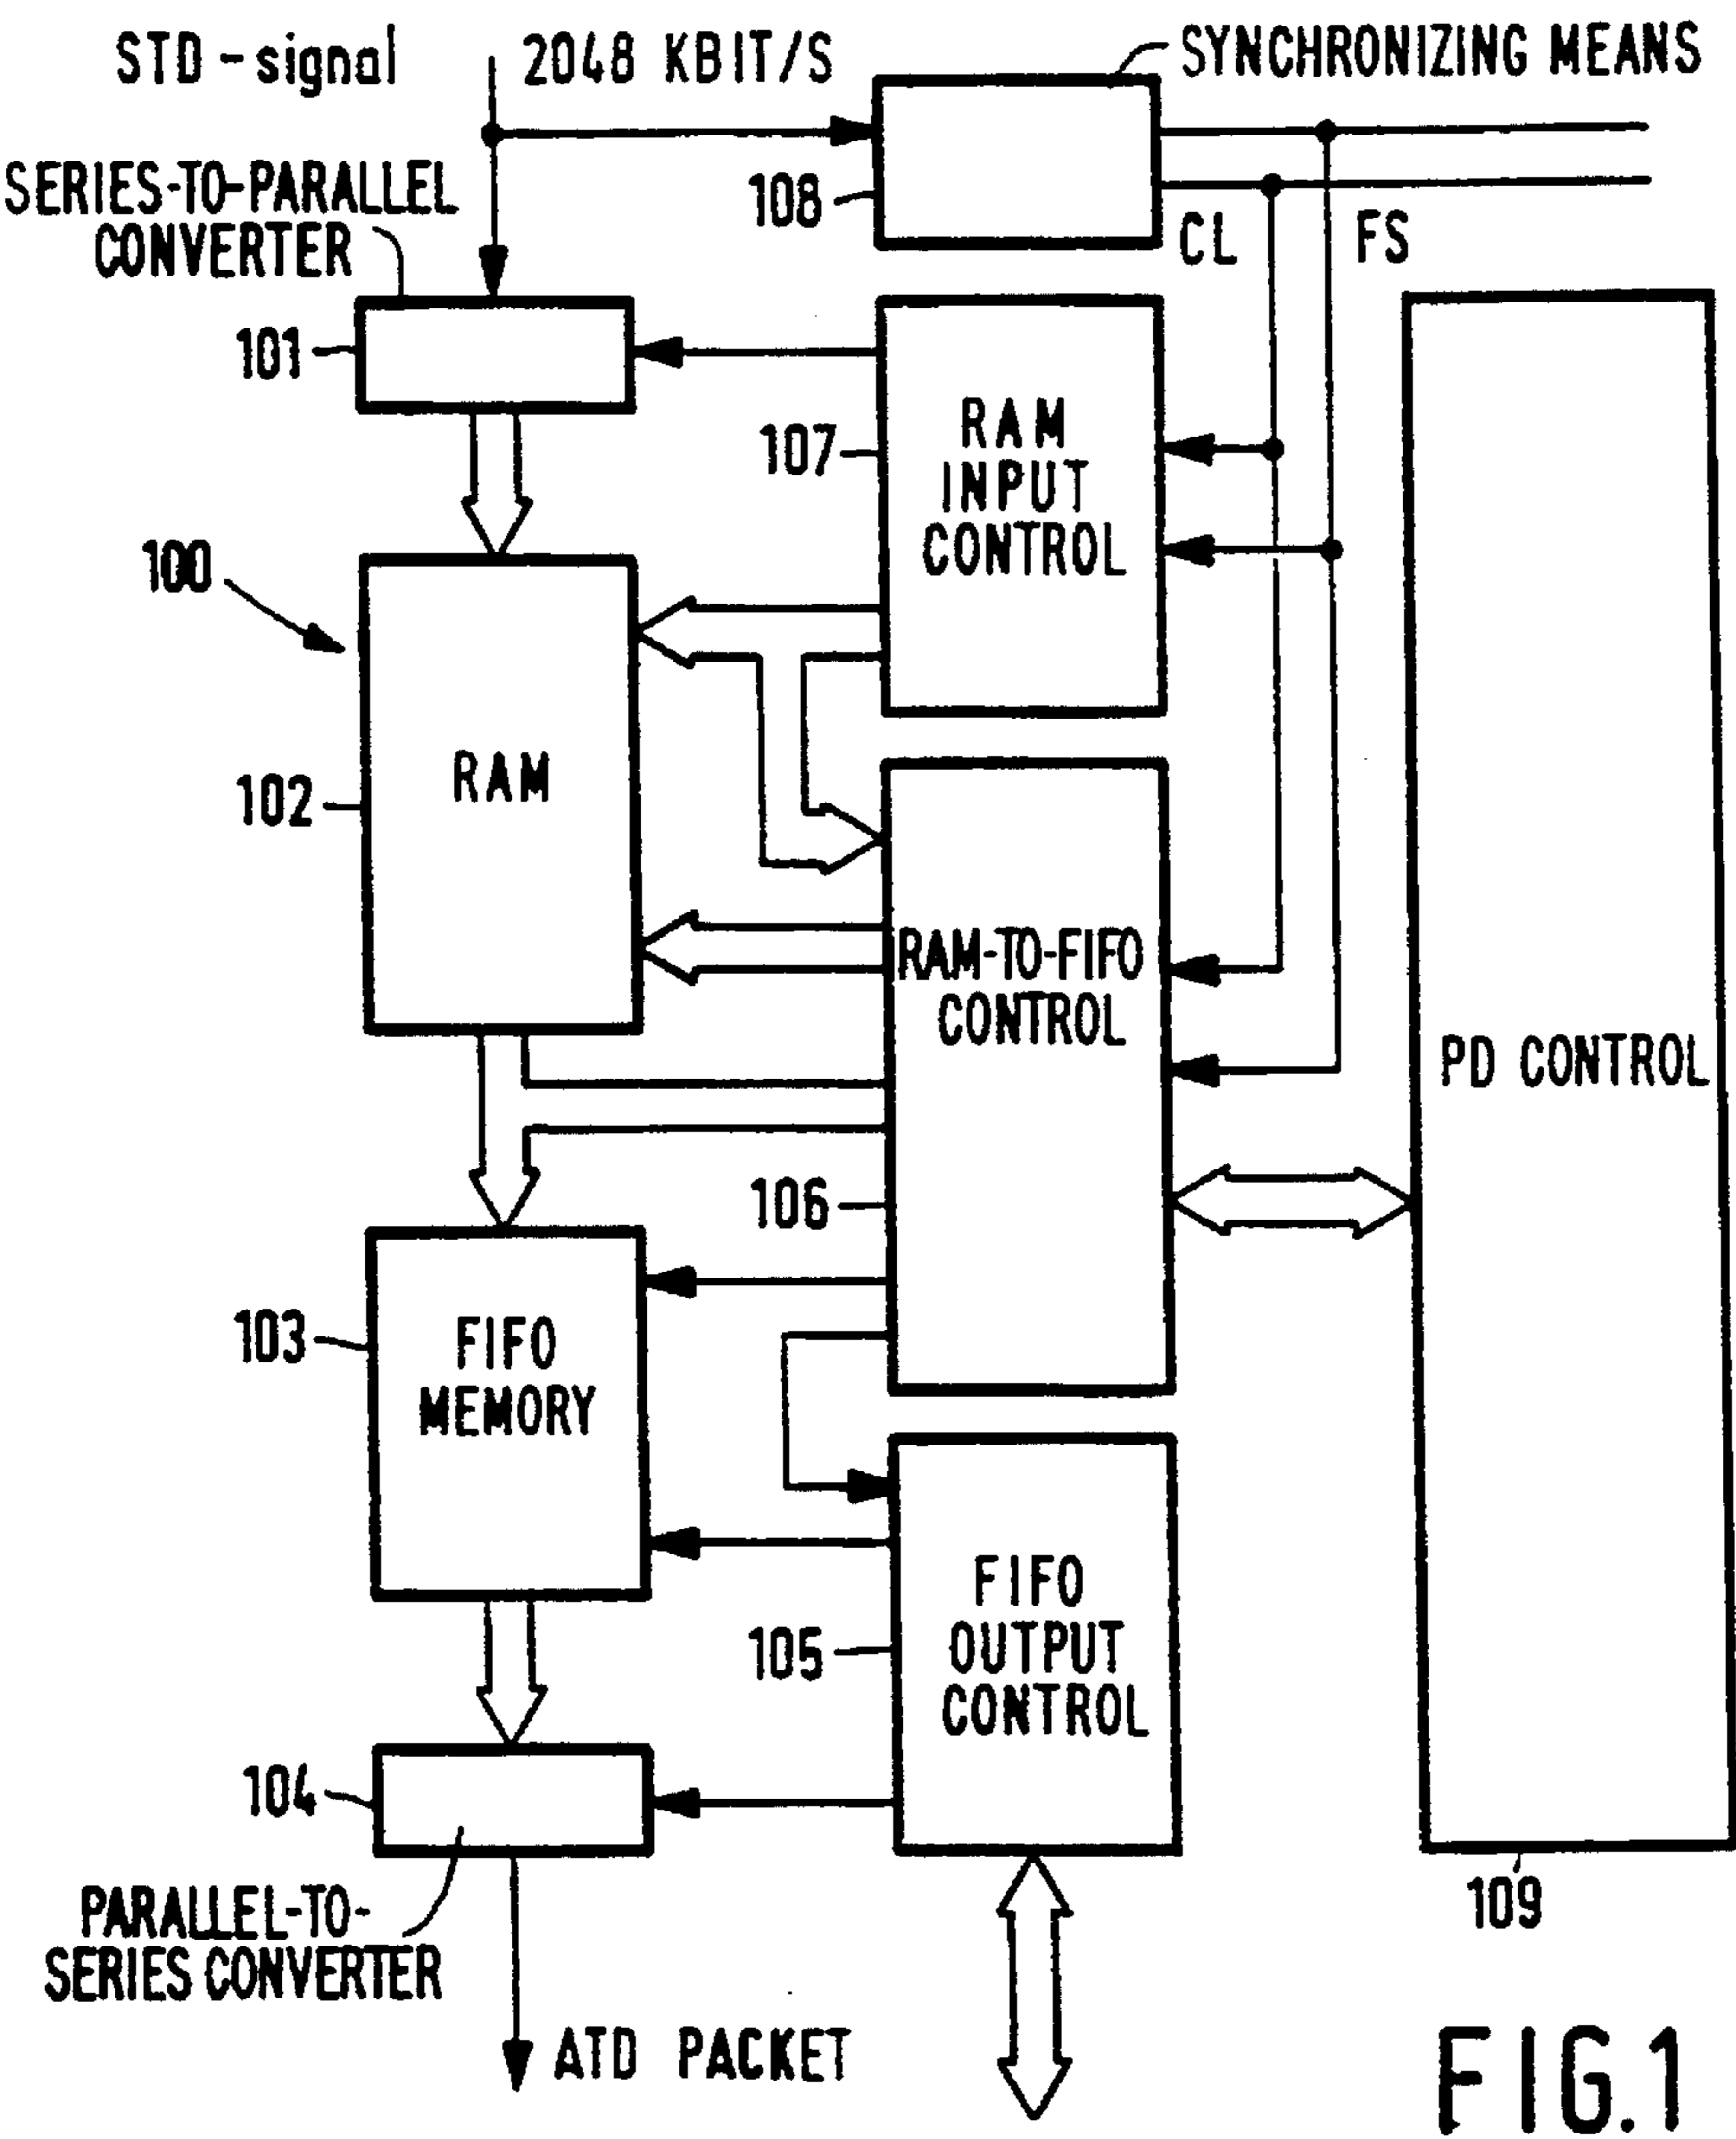 STD-signal
2048 KBIT/S
SYNCHRONIZING MEANS
SERIES-TO-PARALLEL
CONVERTER
108
CL
FS
101
107
RAM
INPUT
CONTROL
100
RAM
102
RAM-TO-FIFO
CONTROL
PD CONTROL
106
103
FIFO
MEMORY
FIFO
OUTPUT
CONTROL
105
104
109
PARALLEL-TO-
SERIES CONVERTER
ATD PACKET
FIG.1